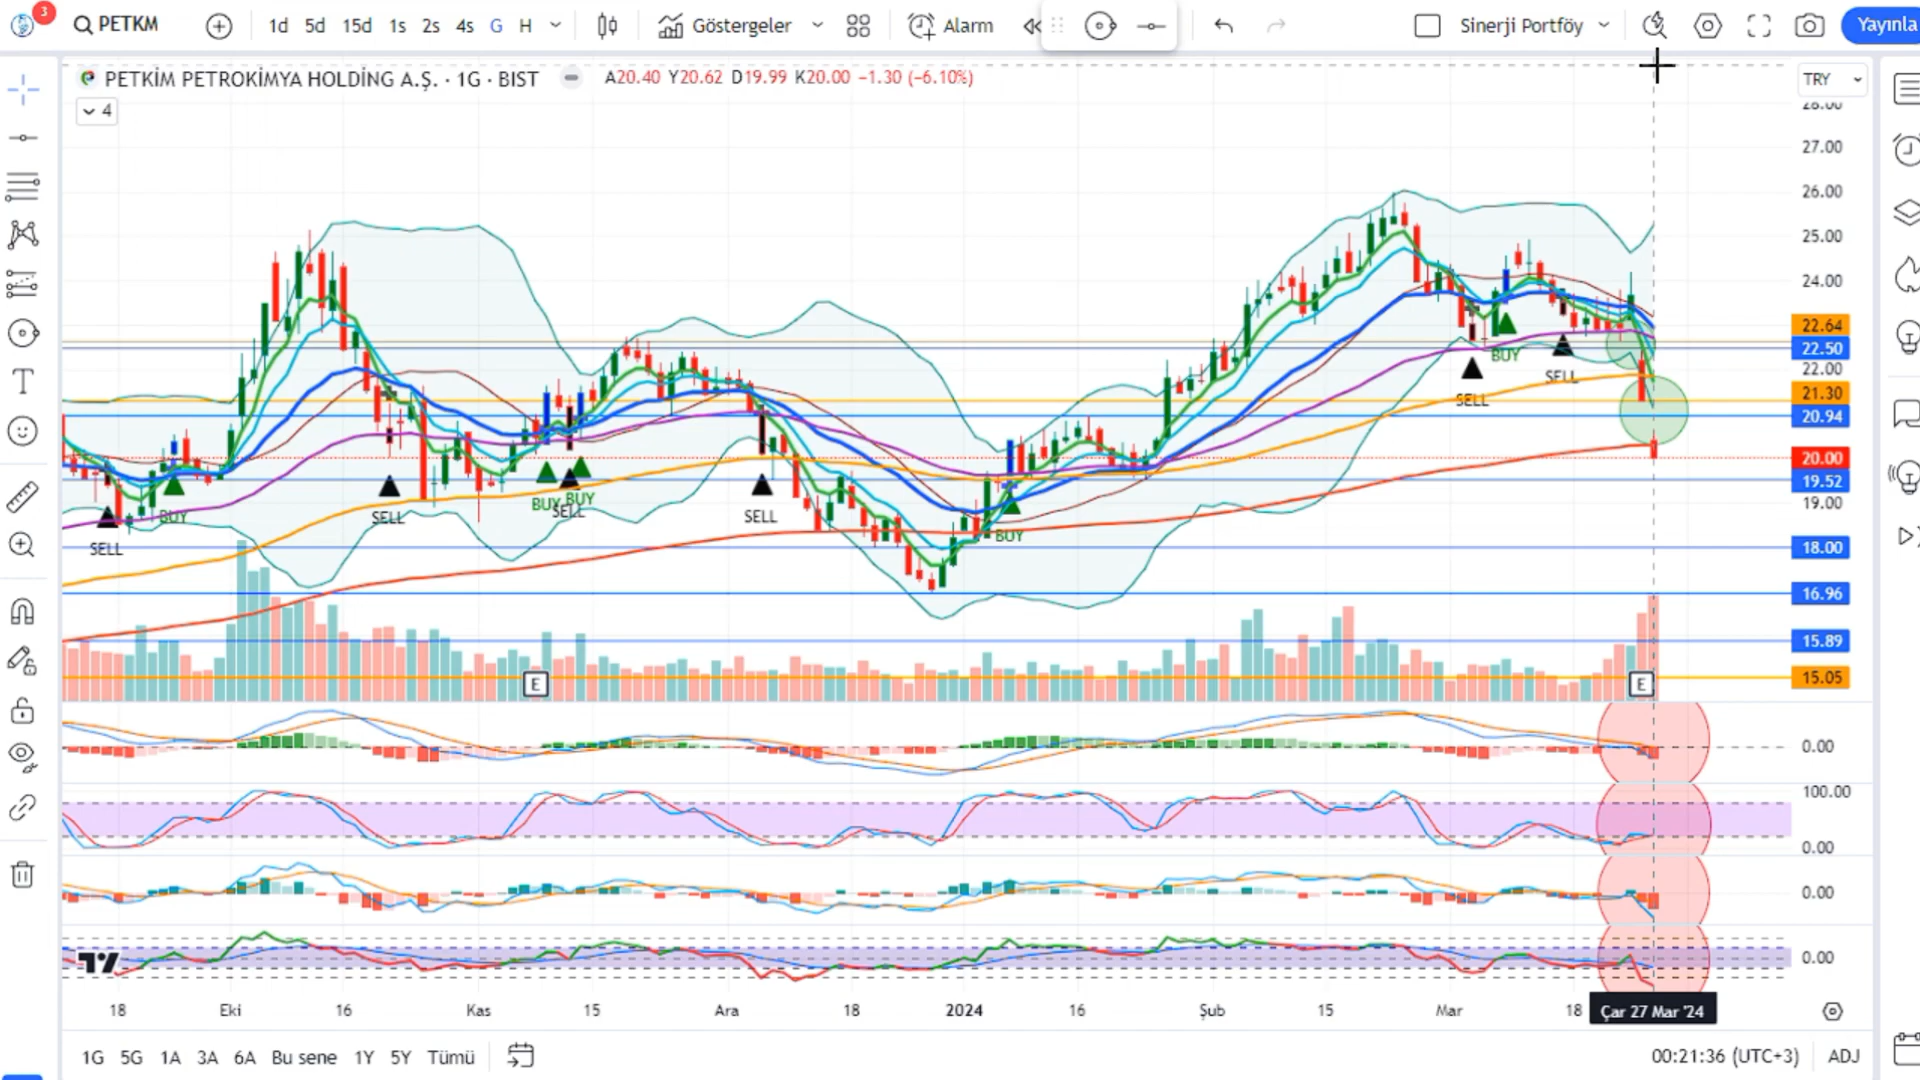 3
PETKM
1d 5d 15d 1s 2s 4s G H
Göstergeler
Alarm
Sinerji Portföy
Yayınla
PETKİM PETROKİMYA HOLDİNG A.Ş. · 1G · BIST
A20.40 Y20.62 D19.99 K20.00 −1.30 (−6.10%)
TRY
4
28.00
27.00
26.00
25.00
24.00
22.64
22.50
22.00
21.30
20.94
20.00
19.52
19.00
18.00
16.96
15.89
15.05
SELL
BUY
SELL
BUY
SELL
BUY
SELL
BUY
SELL
BUY
SELL
E
E
0.00
100.00
0.00
0.00
0.00
18 Eki 16 Kas 15 Ara 18 2024 16 Şub 15 Mar 18 Çar 27 Mar '24
1G 5G 1A 3A 6A Bu sene 1Y 5Y Tümü
00:21:36 (UTC+3) ADJ